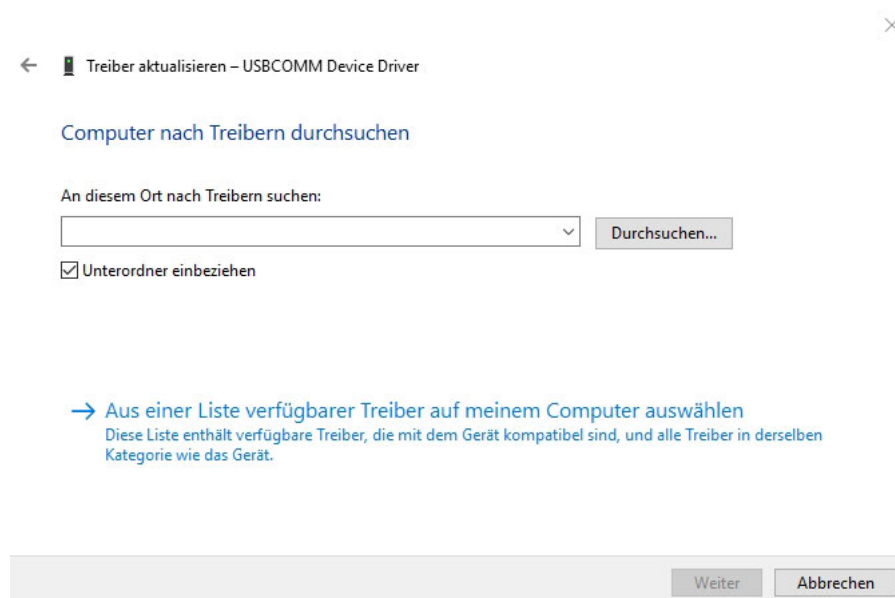 Treiber aktualisieren – USBCOMM Device Driver
Computer nach Treibern durchsuchen
An diesem Ort nach Treibern suchen:
Durchsuchen...
Unterordner einbeziehen
Aus einer Liste verfügbarer Treiber auf meinem Computer auswählen
Diese Liste enthält verfügbare Treiber, die mit dem Gerät kompatibel sind, und alle Treiber in derselben
Kategorie wie das Gerät.
Weiter
Abbrechen